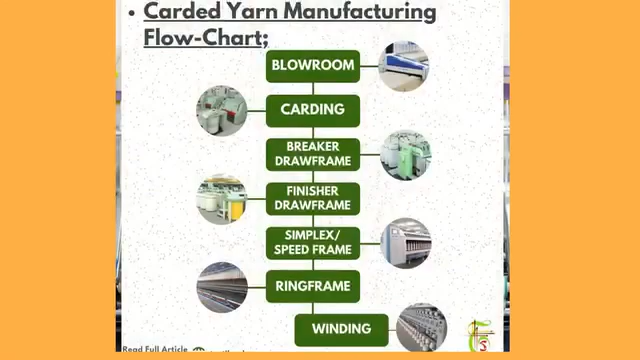 • Carded Yarn Manufacturing
Flow-Chart;
BLOWROOM
CARDING
BREAKER
DRAWFRAME
FINISHER
DRAWFRAME
SIMPLEX/
SPEED FRAME
RINGFRAME
WINDING
Read Full Article
S